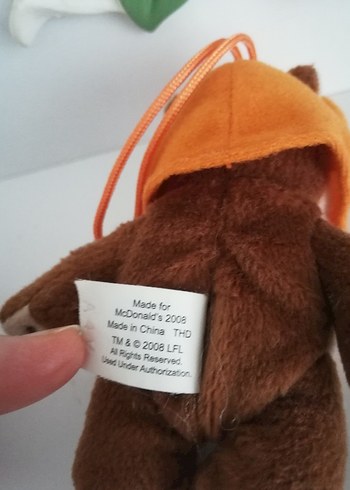 Made for
McDonald's 2008
Made in China THD
TM & © 2008 LFL
All Rights Reserved.
Used Under Authorization.